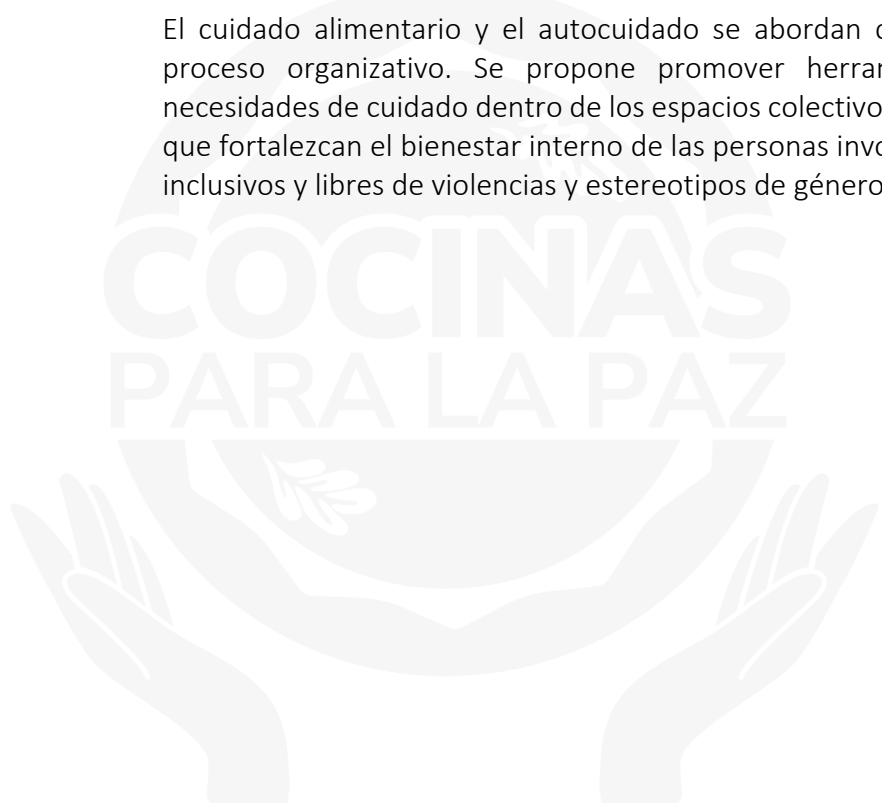 El cuidado alimentario y el autocuidado se abordan
proceso organizativo. Se propone promover
necesidades de cuidado dentro de los espacios
que fortalezcan el bienestar interno de las personas
inclusivos y libres de violencias y estereotipos de género
COCINAS
PARA LA PAZ